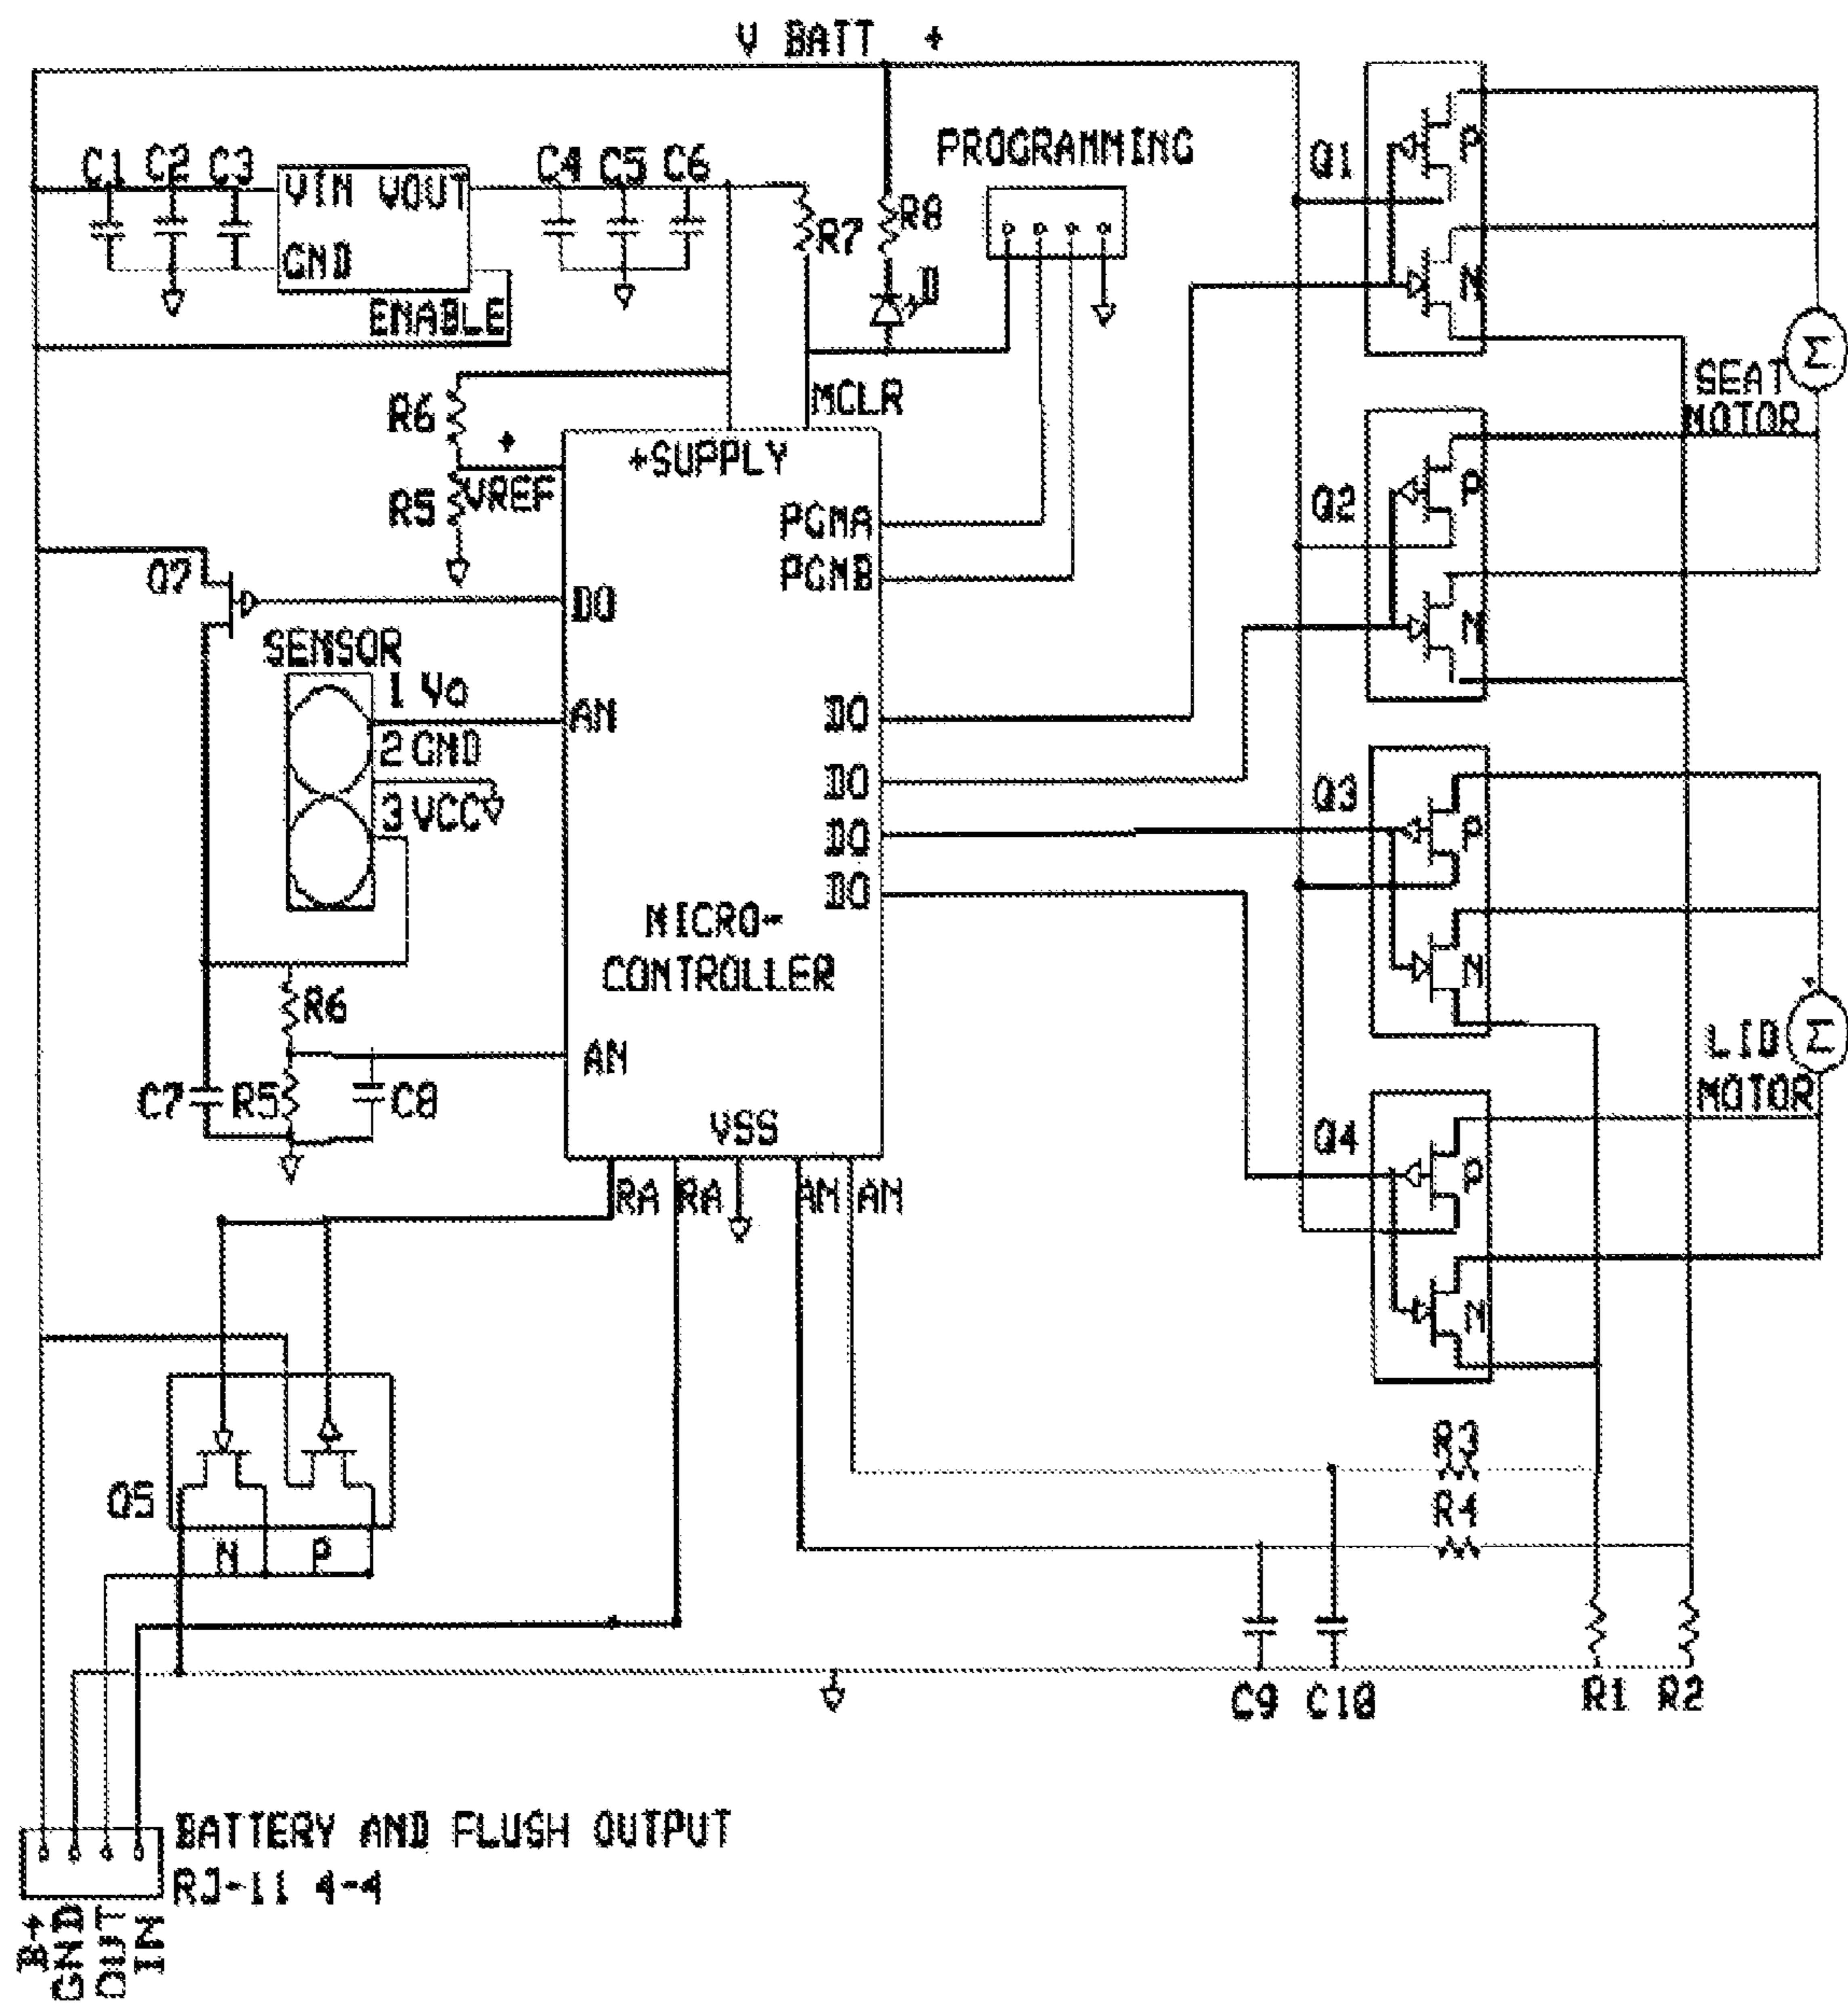 V BATT +
C1 C2 C3
VIN VOUT
GND
ENABLE
C4 C5 C6
R7
R8
D
PROGRAMMING
Q1
P
N
SEAT
MOTOR
R6
+
VREF
R5
MCLR
+SUPPLY
PGMA
PGMB
Q2
P
N
Q7
DO
SENSOR
1 Vo
2 GND
3 VCC
AN
DO
DO
DO
DO
MICRO-
CONTROLLER
Q3
P
N
+
LID
MOTOR
R6
AN
C7 R5 C8
VSS
RA RA AN AN
Q4
P
N
Q5
N P
R3
R4
C9 C10 R1 R2
BATTERY AND FLUSH OUTPUT
RJ-11 4-4
B+
GND
OUT
IN